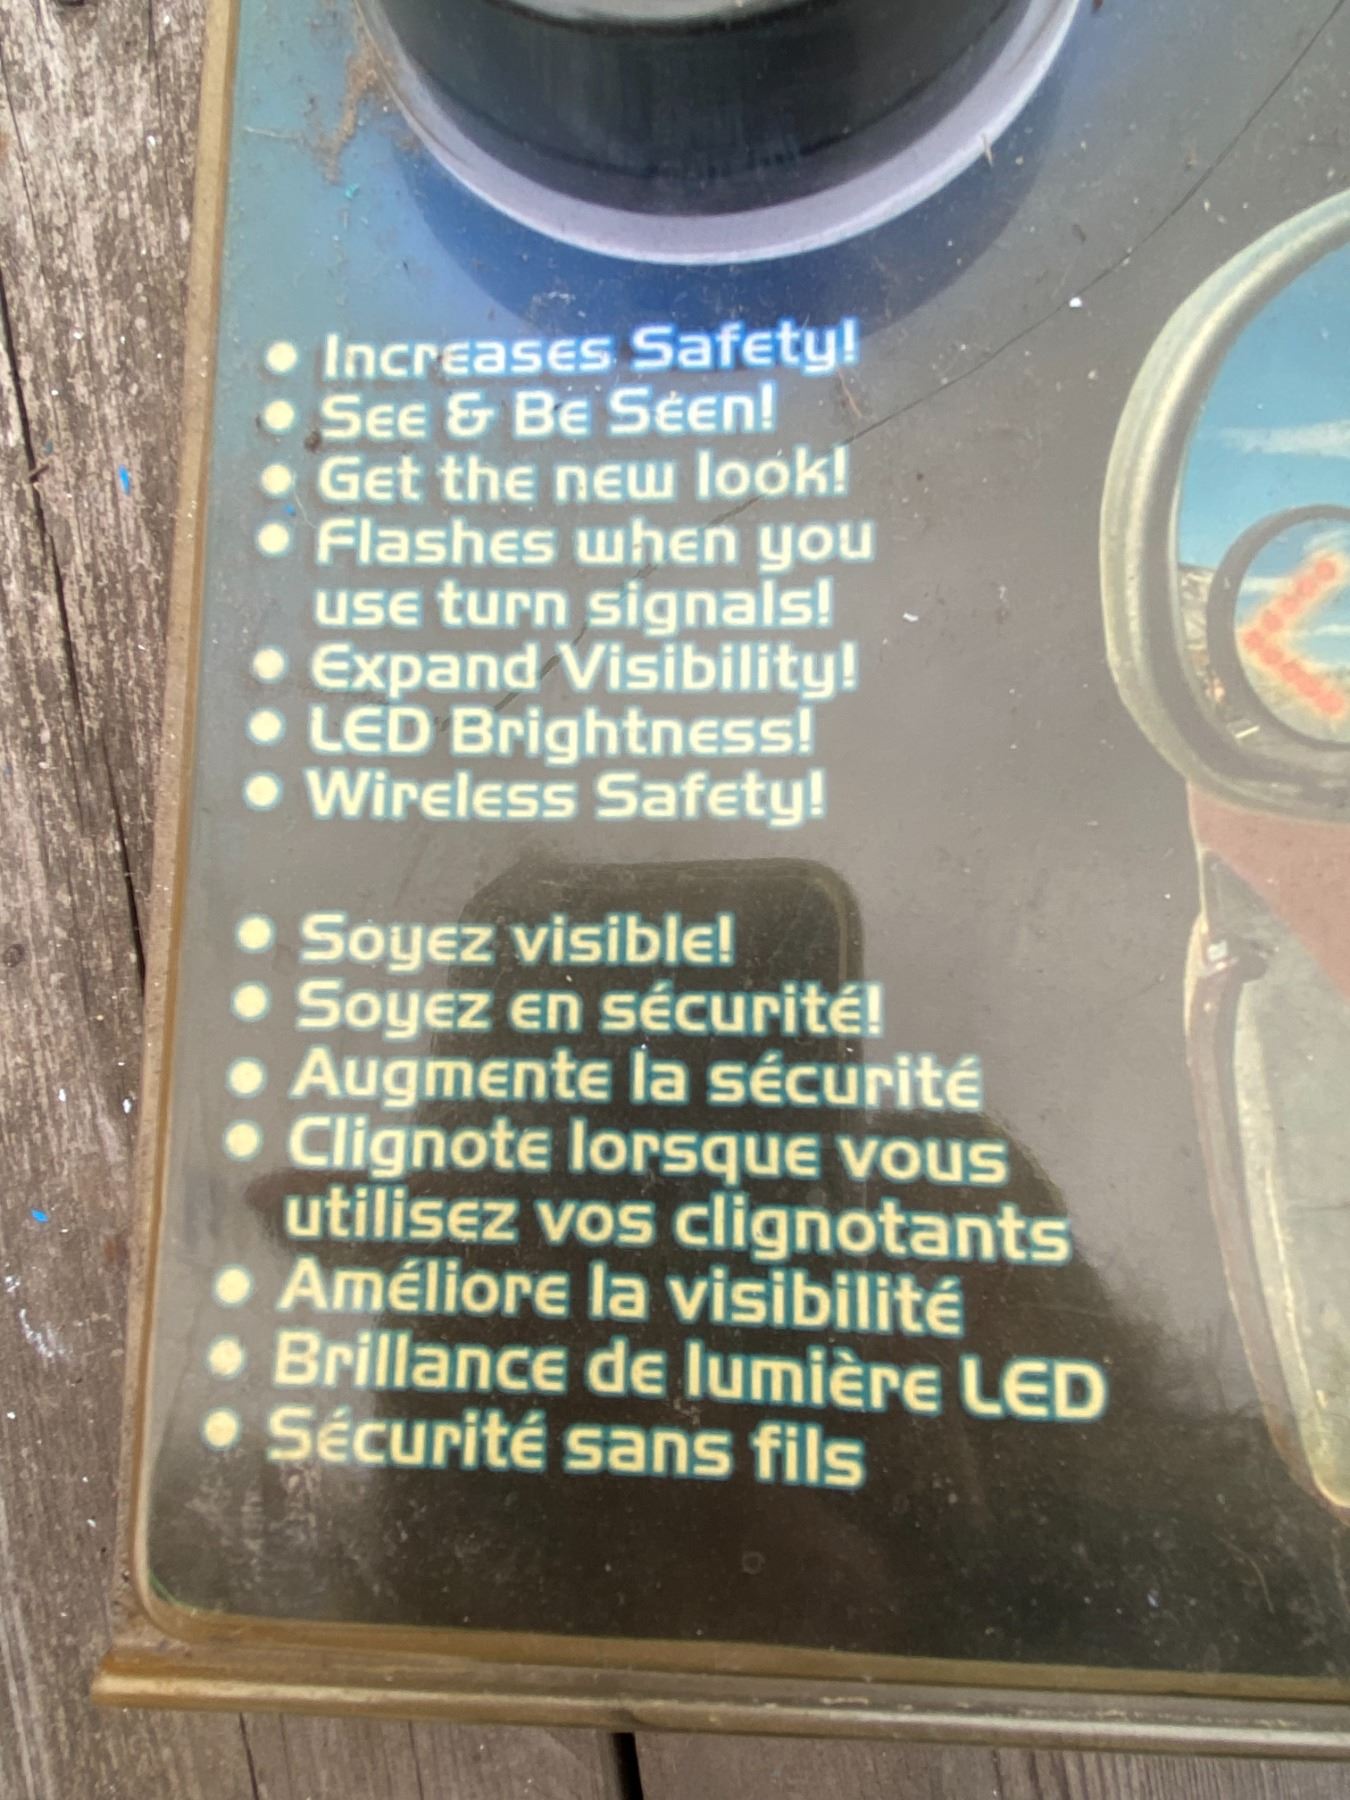 • Increases Safety!
• See & Be Seen!
• Get the new look!
• Flashes when you
use turn signals!
• Expand Visibility!
• LED Brightness!
• Wireless Safety!
• Soyez visible!
• Soyez en sécurité!
• Augmente la sécurité
• Clignote lorsque vous
utilisez vos clignotants
• Améliore la visibilité
• Brillance de lumière LED
• Sécurité sans fils